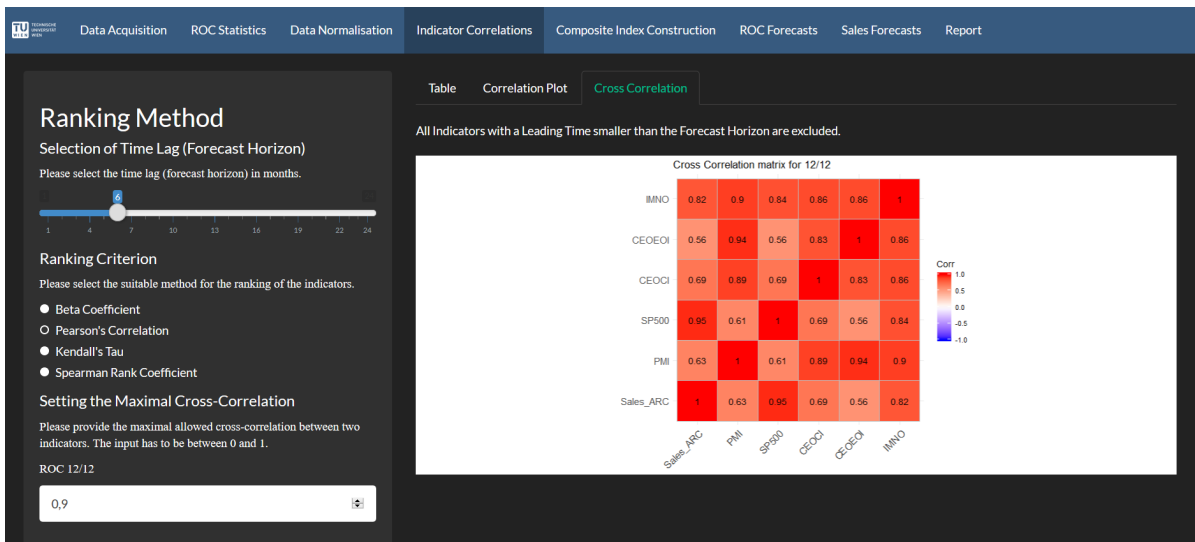 TU WIEN TECHNISCHE UNIVERSITÄT WIEN
Data Acquisition ROC Statistics Data Normalisation Indicator Correlations Composite Index Construction ROC Forecasts Sales Forecasts Report
Ranking Method
Selection of Time Lag (Forecast Horizon)
Please select the time lag (forecast horizon) in months.
6
1 4 7 10 13 16 19 22 24
Ranking Criterion
Please select the suitable method for the ranking of the indicators.
Beta Coefficient
Pearson's Correlation
Kendall's Tau
Spearman Rank Coefficient
Setting the Maximal Cross-Correlation
Please provide the maximal allowed cross-correlation between two
indicators. The input has to be between 0 and 1.
ROC 12/12
0,9
Table Correlation Plot Cross Correlation
All Indicators with a Leading Time smaller than the Forecast Horizon are excluded.
Cross Correlation matrix for 12/12
IMNO 0.82 0.9 0.84 0.86 0.86 1
CEOEOI 0.56 0.94 0.56 0.83 1 0.86
CEOCI 0.69 0.89 0.69 1 0.83 0.86
SP500 0.95 0.61 1 0.69 0.56 0.84
PMI 0.63 1 0.61 0.89 0.94 0.9
Sales_ARC 1 0.63 0.95 0.69 0.56 0.82
Sales_ARC PMI SP500 CEOCI CEOEOI IMNO
Corr
1.0
0.5
0.0
-0.5
-1.0